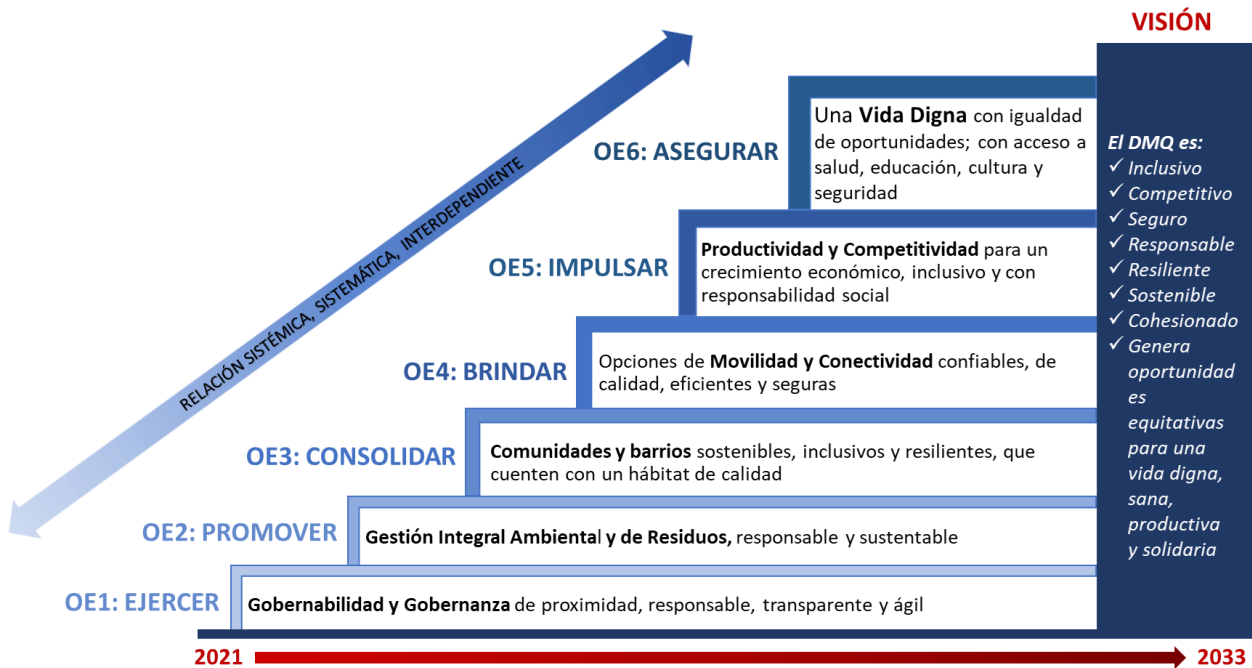 VISIÓN
El DMQ es:
✓ Inclusivo
✓ Competitivo
✓ Seguro
✓ Responsable
✓ Resiliente
✓ Sostenible
✓ Cohesionado
✓ Genera
oportunidad
es
equitativas
para una
vida digna,
sana,
productiva
y solidaria
RELACIÓN SISTÉMICA, SISTEMÁTICA, INTERDEPENDIENTE
OE6: ASEGURAR
Una Vida Digna con igualdad
de oportunidades; con acceso a
salud, educación, cultura y
seguridad
OE5: IMPULSAR
Productividad y Competitividad para un
crecimiento económico, inclusivo y con
responsabilidad social
OE4: BRINDAR
Opciones de Movilidad y Conectividad confiables, de
calidad, eficientes y seguras
OE3: CONSOLIDAR
Comunidades y barrios sostenibles, inclusivos y resilientes, que
cuenten con un hábitat de calidad
OE2: PROMOVER
Gestión Integral Ambiental y de Residuos, responsable y sustentable
OE1: EJERCER
Gobernabilidad y Gobernanza de proximidad, responsable, transparente y ágil
2021
2033